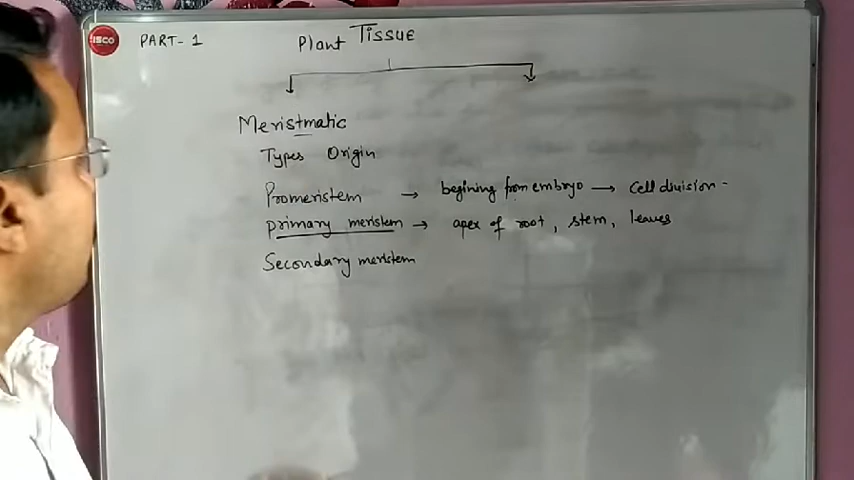 ISCO
PART-1
Plant Tissue
Meristmatic
Types Origin
Promeristem → begining from embryo → Cell division -
primary meristem → apex of root, stem, leaves
Secondary meristem